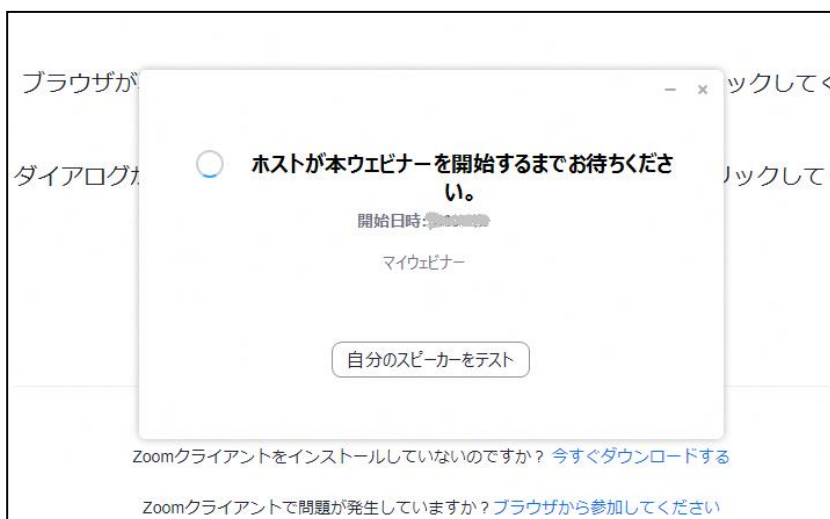 ブラウザが
ックしてく
ホストが本ウェビナーを開始するまでお待ちくださ
い。
ダイアログが
リックして
開始日時:
マイウェビナー
自分のスピーカーをテスト
Zoomクライアントをインストールしていないのですか? 今すぐダウンロードする
Zoomクライアントで問題が発生していますか?ブラウザから参加してください